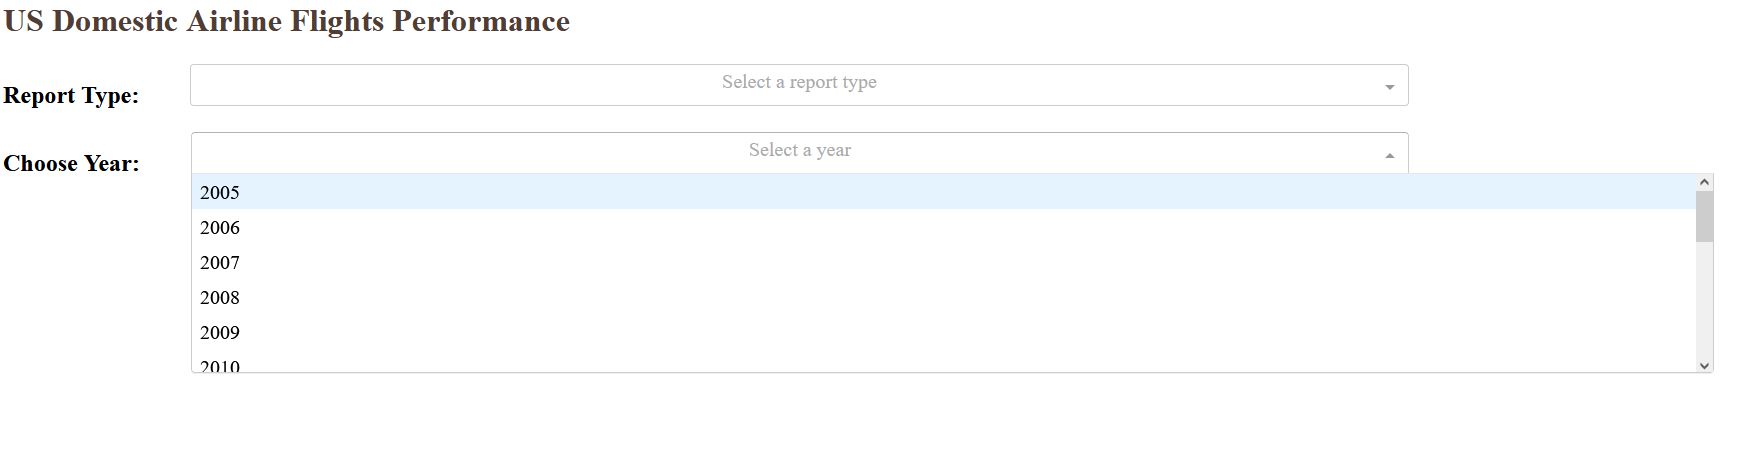 US Domestic Airline Flights Performance
Report Type:
Select a report type
Choose Year:
Select a year
2005
2006
2007
2008
2009
2010